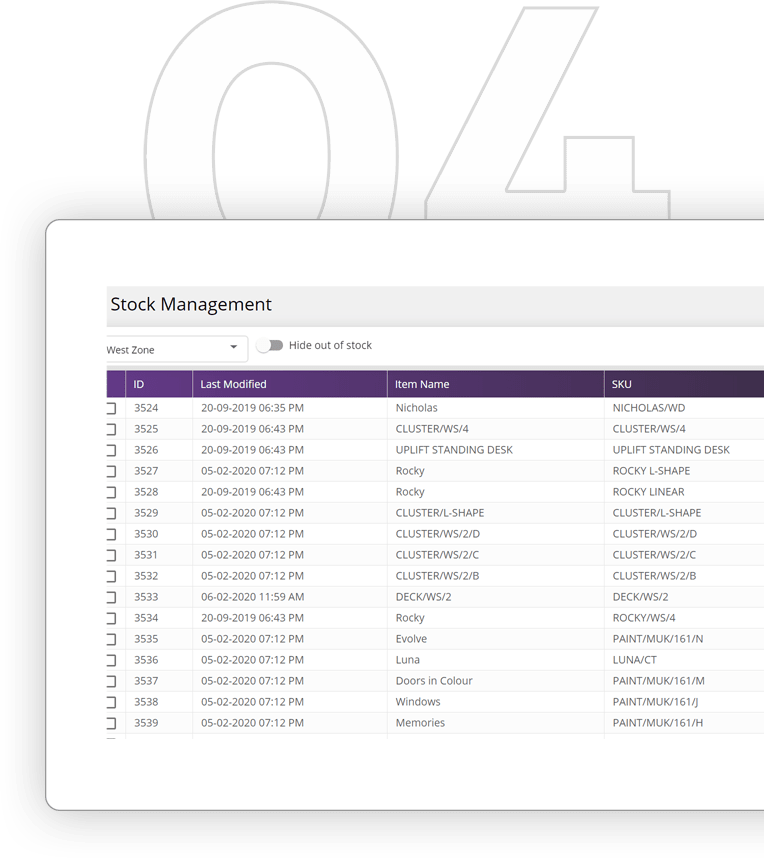 04
Stock Management
West Zone Hide out of stock
ID Last Modified Item Name SKU
3524 20-09-2019 06:35 PM Nicholas NICHOLAS/WD
3525 20-09-2019 06:43 PM CLUSTER/WS/4 CLUSTER/WS/4
3526 20-09-2019 06:43 PM UPLIFT STANDING DESK UPLIFT STANDING DESK
3527 05-02-2020 07:12 PM Rocky ROCKY L-SHAPE
3528 20-09-2019 06:43 PM Rocky ROCKY LINEAR
3529 05-02-2020 07:12 PM CLUSTER/L-SHAPE CLUSTER/L-SHAPE
3530 05-02-2020 07:12 PM CLUSTER/WS/2/D CLUSTER/WS/2/D
3531 05-02-2020 07:12 PM CLUSTER/WS/2/C CLUSTER/WS/2/C
3532 05-02-2020 07:12 PM CLUSTER/WS/2/B CLUSTER/WS/2/B
3533 06-02-2020 11:59 AM DECK/WS/2 DECK/WS/2
3534 20-09-2019 06:43 PM Rocky ROCKY/WS/4
3535 05-02-2020 07:12 PM Evolve PAINT/MUK/161/N
3536 05-02-2020 07:12 PM Luna LUNA/CT
3537 05-02-2020 07:12 PM Doors in Colour PAINT/MUK/161/M
3538 05-02-2020 07:12 PM Windows PAINT/MUK/161/J
3539 05-02-2020 07:12 PM Memories PAINT/MUK/161/H